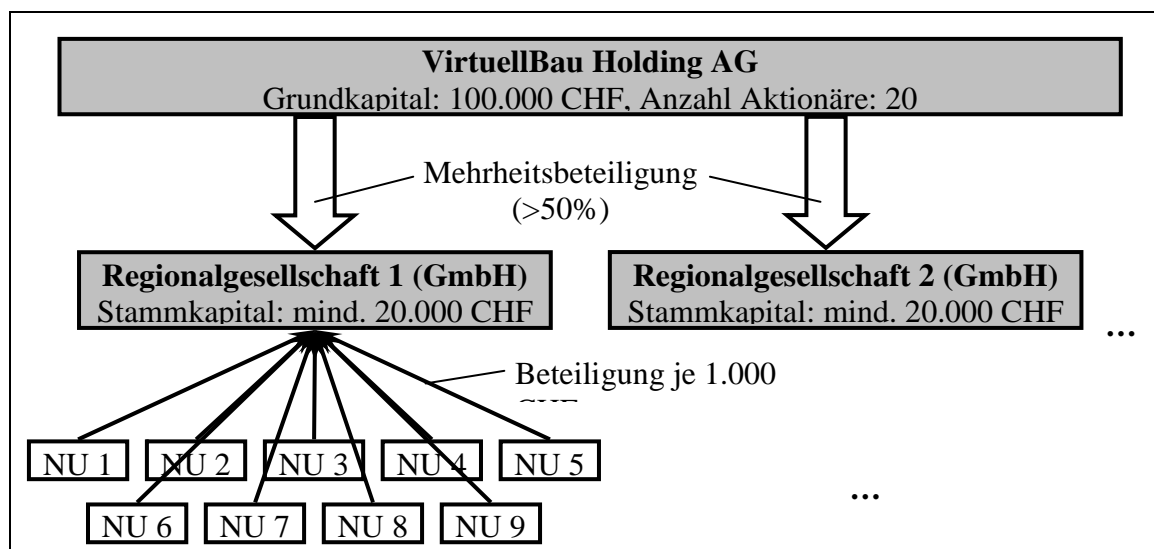 VirtuellBau Holding AG
Grundkapital: 100.000 CHF, Anzahl Aktionäre: 20
Mehrheitsbeteiligung
(>50%)
Regionalgesellschaft 1 (GmbH)
Stammkapital: mind. 20.000 CHF
Regionalgesellschaft 2 (GmbH)
Stammkapital: mind. 20.000 CHF
...
Beteiligung je 1.000
CHF
NU 1
NU 2
NU 3
NU 4
NU 5
...
NU 6
NU 7
NU 8
NU 9